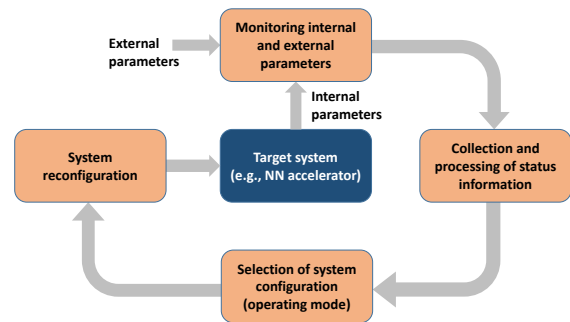 Monitoring internal
and external
parameters
External
parameters
Internal
parameters
System
reconfiguration
Target system
(e.g., NN accelerator)
Collection and
processing of status
information
Selection of system
configuration
(operating mode)